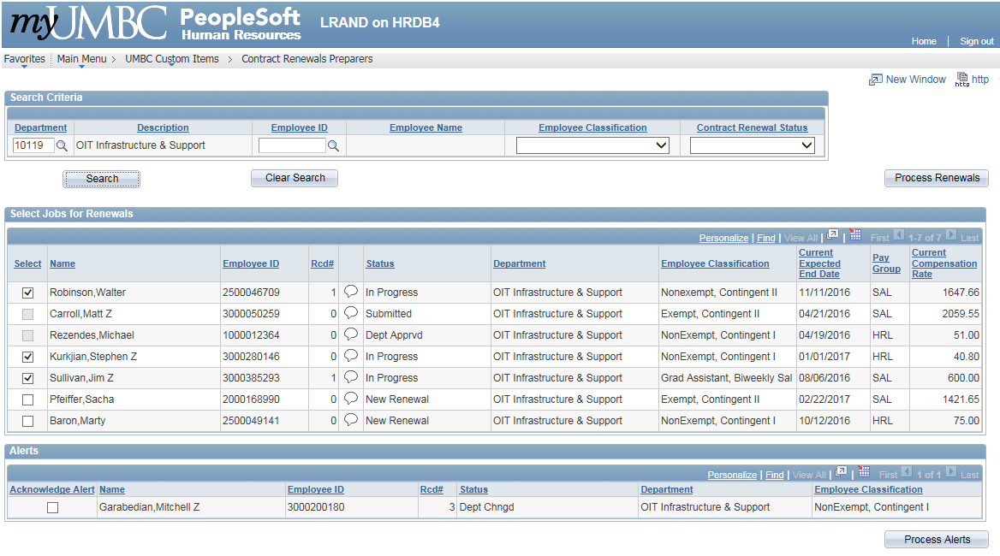 myUMBC PeopleSoft Human Resources LRAND on HRDB4
Home | Sign out
Favorites Main Menu > UMBC Custom Items > Contract Renewals Preparers
New Window http http
Search Criteria
Department Description Employee ID Employee Name Employee Classification Contract Renewal Status
10119 OIT Infrastructure & Support
Search Clear Search Process Renewals
Select Jobs for Renewals
Personalize | Find | View All | | First 1-7 of 7 Last
Select Name Employee ID Rcd# Status Department Employee Classification Current Expected End Date Pay Group Current Compensation Rate
Robinson,Walter 2500046709 1 In Progress OIT Infrastructure & Support Nonexempt, Contingent II 11/11/2016 SAL 1647.66
Carroll,Matt Z 3000050259 0 Submitted OIT Infrastructure & Support Exempt, Contingent II 04/21/2016 SAL 2059.55
Rezendes,Michael 1000012364 0 Dept Apprvd OIT Infrastructure & Support NonExempt, Contingent I 04/19/2016 HRL 51.00
Kurkjian,Stephen Z 3000280146 0 In Progress OIT Infrastructure & Support NonExempt, Contingent I 01/01/2017 HRL 40.80
Sullivan,Jim Z 3000385293 1 In Progress OIT Infrastructure & Support Grad Assistant, Biweekly Sal 08/06/2016 SAL 600.00
Pfeiffer,Sacha 2000168990 0 New Renewal OIT Infrastructure & Support Exempt, Contingent II 02/22/2017 SAL 1421.65
Baron,Marty 2500049141 0 New Renewal OIT Infrastructure & Support NonExempt, Contingent I 10/12/2016 HRL 75.00
Alerts
Personalize | Find | View All | | First 1 of 1 Last
Acknowledge Alert Name Employee ID Rcd# Status Department Employee Classification
Garabedian,Mitchell Z 3000200180 3 Dept Chngd OIT Infrastructure & Support NonExempt, Contingent I
Process Alerts